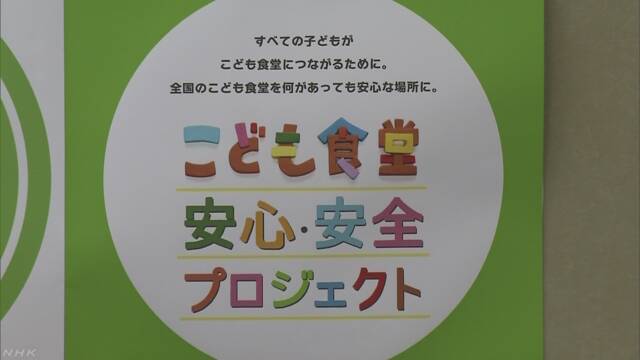 すべての子どもが
こども食堂につながるために。
全国のこども食堂を何があっても安心な場所に。
こども食堂
安心・安全
プロジェクト
NHK